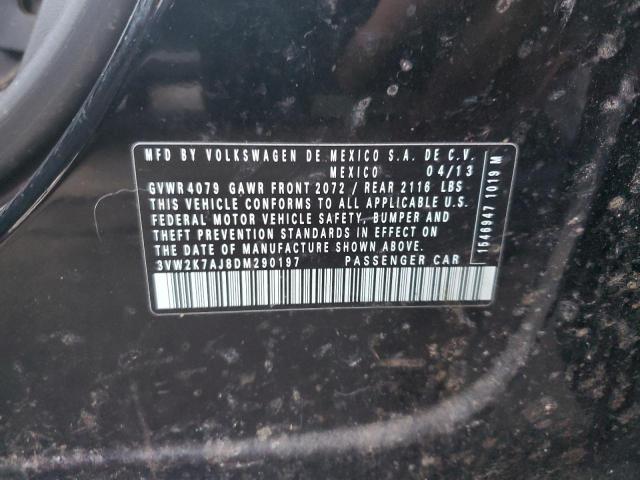 MFD BY VOLKSWAGEN DE MEXICO S.A. DE C.V.
MEXICO 04/13
GVWR 4079 GAWR FRONT 2072 / REAR 2116 LBS
THIS VEHICLE CONFORMS TO ALL APPLICABLE U.S.
FEDERAL MOTOR VEHICLE SAFETY, BUMPER AND
THEFT PREVENTION STANDARDS IN EFFECT ON
THE DATE OF MANUFACTURE SHOWN ABOVE.
3VW2K7AJ8DM290197 PASSENGER CAR
1546947 1019 M